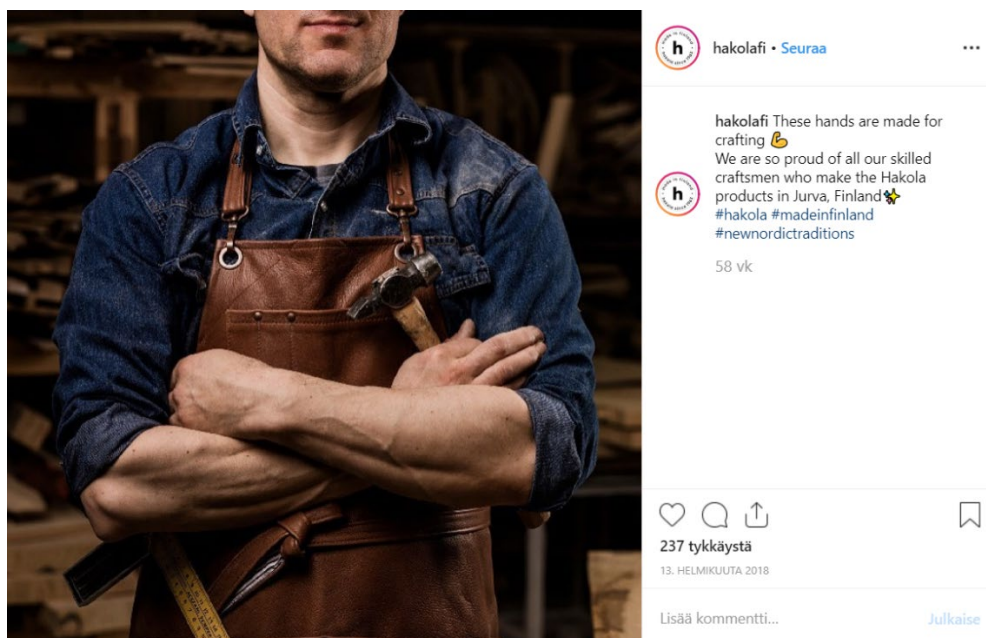 h
hakolafi • Seuraa
hakolafi These hands are made for
crafting 💪
We are so proud of all our skilled
craftsmen who make the Hakola
products in Jurva, Finland✨
#hakola #madeinfinland
#newnordictraditions
h
58 vk
237 tykkäystä
13. HELMIKUUTA 2018
Lisää kommentti...
Julkaise